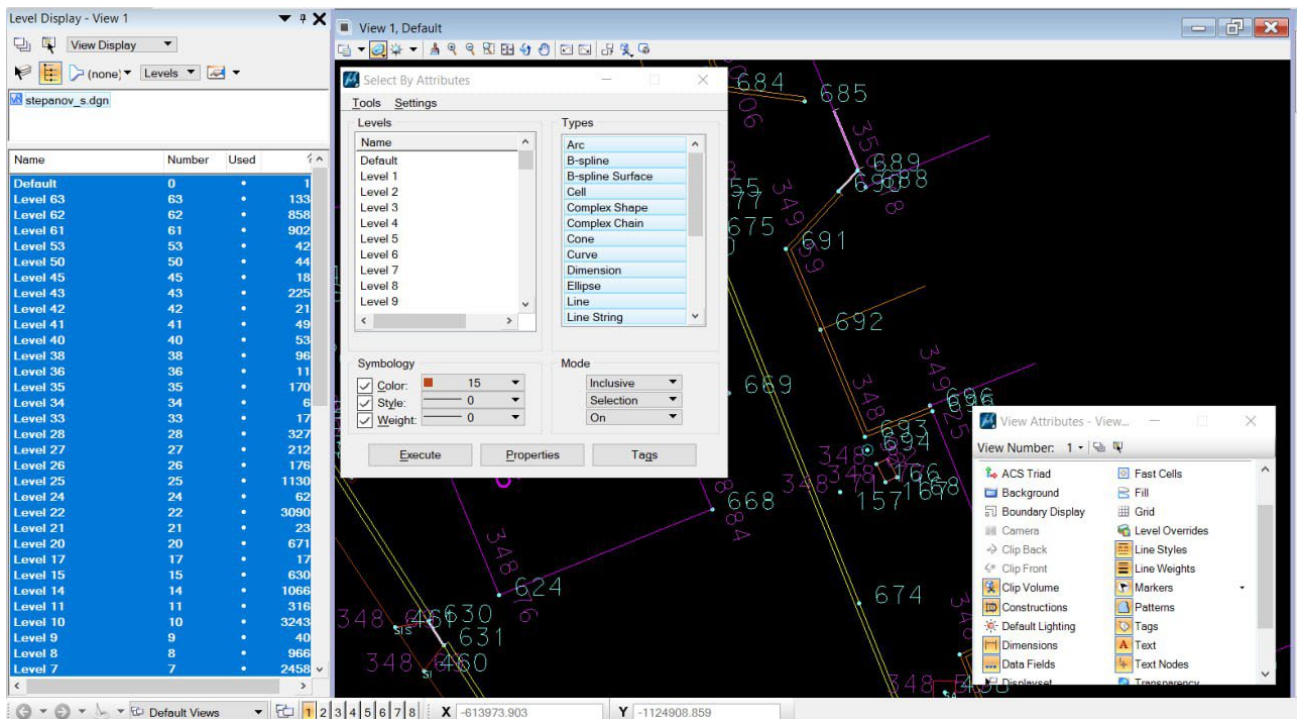 Level Display - View 1
View Display
(none) Levels
stepanov_s.dgn
Name Number Used
Default 0 • 1
Level 63 63 • 133
Level 62 62 • 858
Level 61 61 • 902
Level 53 53 • 42
Level 50 50 • 44
Level 45 45 • 18
Level 43 43 • 225
Level 42 42 • 21
Level 41 41 • 49
Level 40 40 • 53
Level 38 38 • 96
Level 36 36 • 11
Level 35 35 • 170
Level 34 34 • 6
Level 33 33 • 17
Level 28 28 • 327
Level 27 27 • 212
Level 26 26 • 176
Level 25 25 • 1130
Level 24 24 • 62
Level 22 22 • 3090
Level 21 21 • 23
Level 20 20 • 671
Level 17 17 • 17
Level 15 15 • 630
Level 14 14 • 1066
Level 11 11 • 316
Level 10 10 • 3243
Level 9 9 • 40
Level 8 8 • 966
Level 7 7 • 2458
Default Views
1 2 3 4 5 6 7 8
X -613973.903
Y -1124908.859
View 1, Default
Select By Attributes
Tools Settings
Levels
Name
Default
Level 1
Level 2
Level 3
Level 4
Level 5
Level 6
Level 7
Level 8
Level 9
Types
Arc
B-spline
B-spline Surface
Cell
Complex Shape
Complex Chain
Cone
Curve
Dimension
Ellipse
Line
Line String
Symbology
Color: 15
Style: 0
Weight: 0
Mode
Inclusive
Selection
On
Execute Properties Tags
684
685
689
688
691
675
692
669
696
693
694
166
157
668
674
624
630
631
460
348
View Attributes - View...
View Number: 1
ACS Triad
Background
Boundary Display
Camera
Clip Back
Clip Front
Clip Volume
Constructions
Default Lighting
Dimensions
Data Fields
Displayset
Fast Cells
Fill
Grid
Level Overrides
Line Styles
Line Weights
Markers
Patterns
Tags
Text
Text Nodes
Transparency